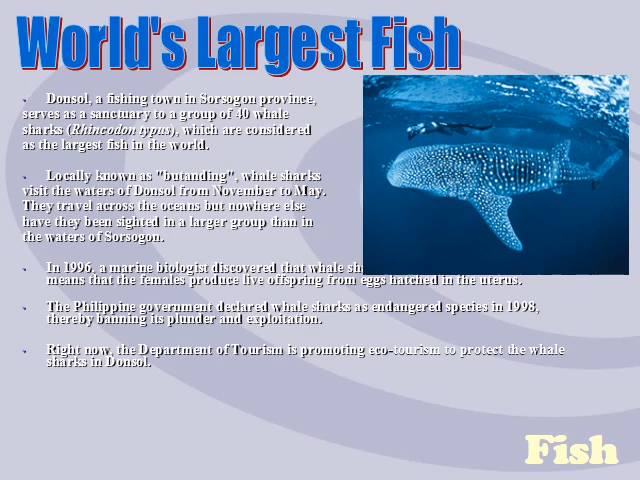 World's Largest Fish
• Donsol, a fishing town in Sorsogon province,
serves as a sanctuary to a group of 40 whale
sharks (Rhincodon typus), which are considered
as the largest fish in the world.
• Locally known as "butanding", whale sharks
visit the waters of Donsol from November to May.
They travel across the oceans but nowhere else
have they been sighted in a larger group than in
the waters of Sorsogon.
• In 1996, a marine biologist discovered that whale sh
means that the females produce live offspring from eggs hatched in the uterus.
• The Philippine government declared whale sharks as endangered species in 1998,
thereby banning its plunder and exploitation.
• Right now, the Department of Tourism is promoting eco-tourism to protect the whale
sharks in Donsol.
Fish